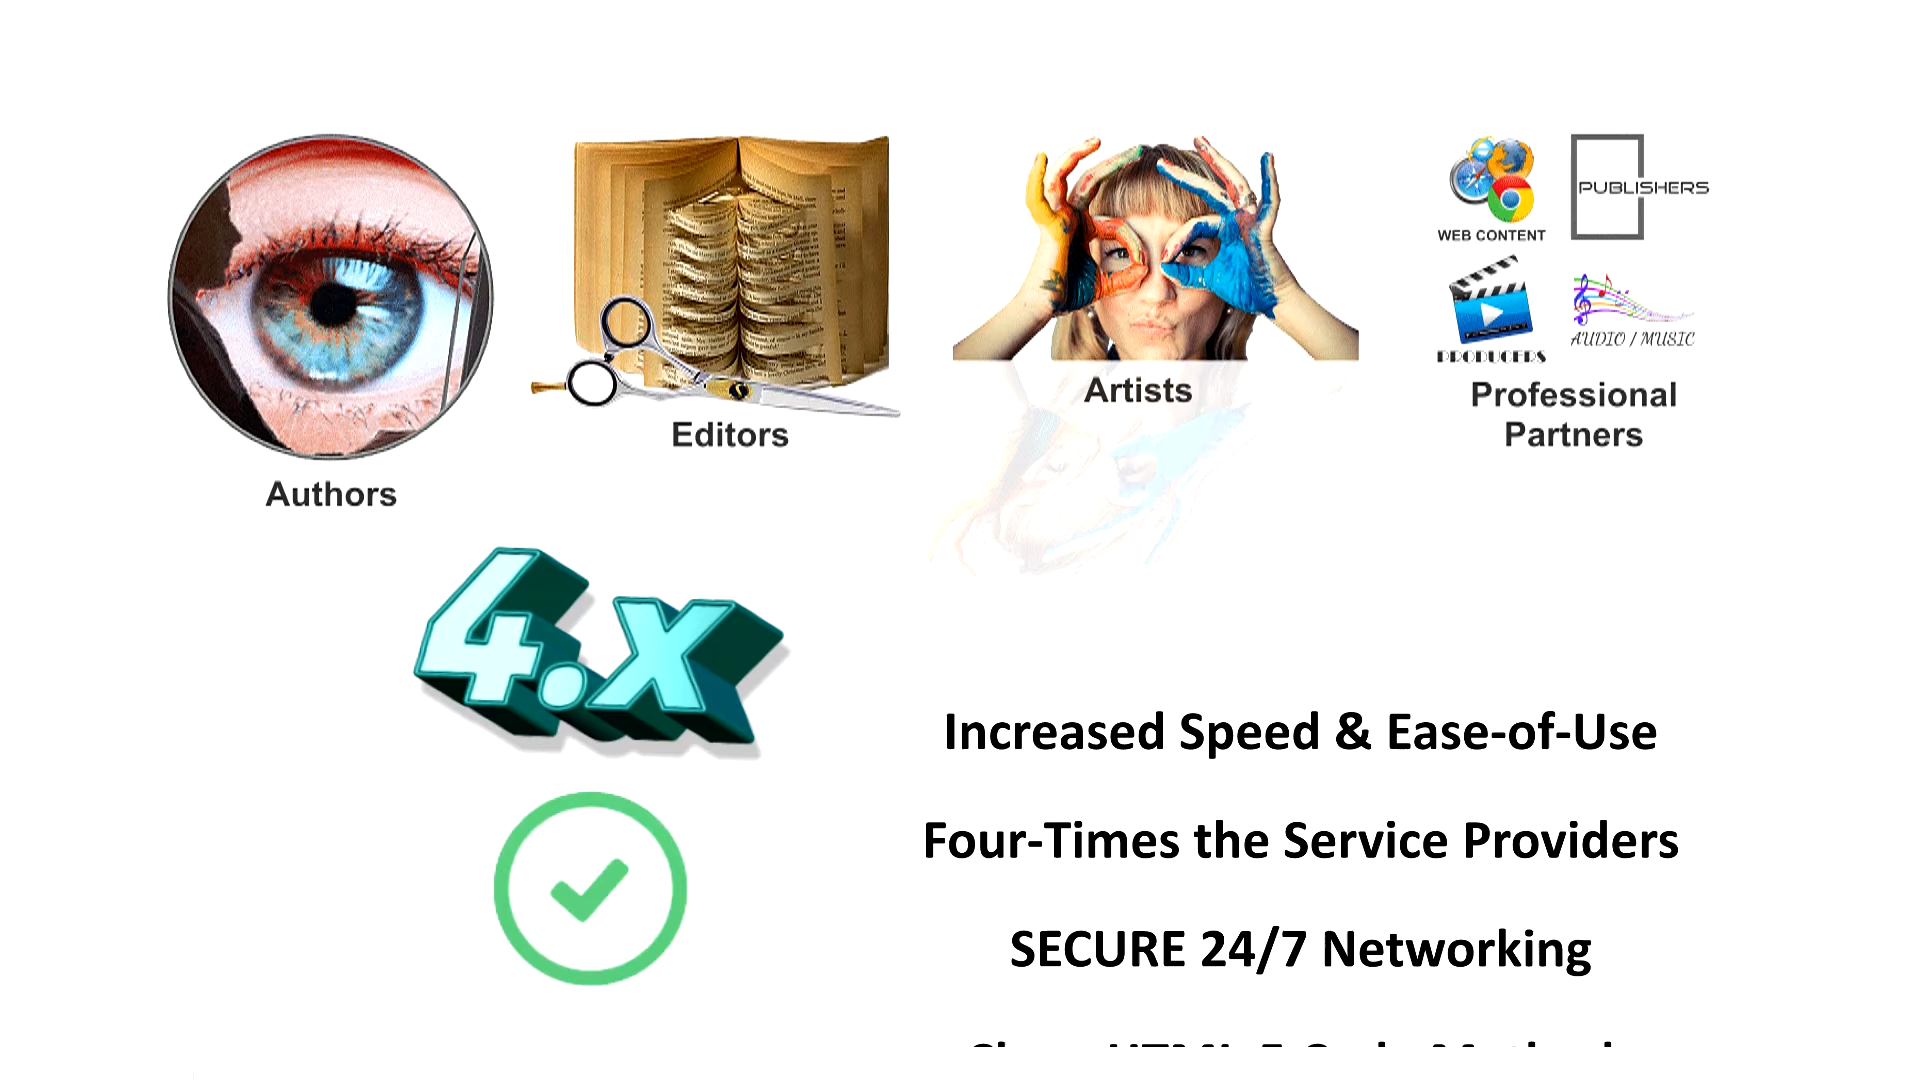 WEB CONTENT
PUBLISHERS
PRODUCERS
AUDIO / MUSIC
Authors
Editors
Artists
Professional
Partners
4.x
Increased Speed & Ease-of-Use
Four-Times the Service Providers
SECURE 24/7 Networking